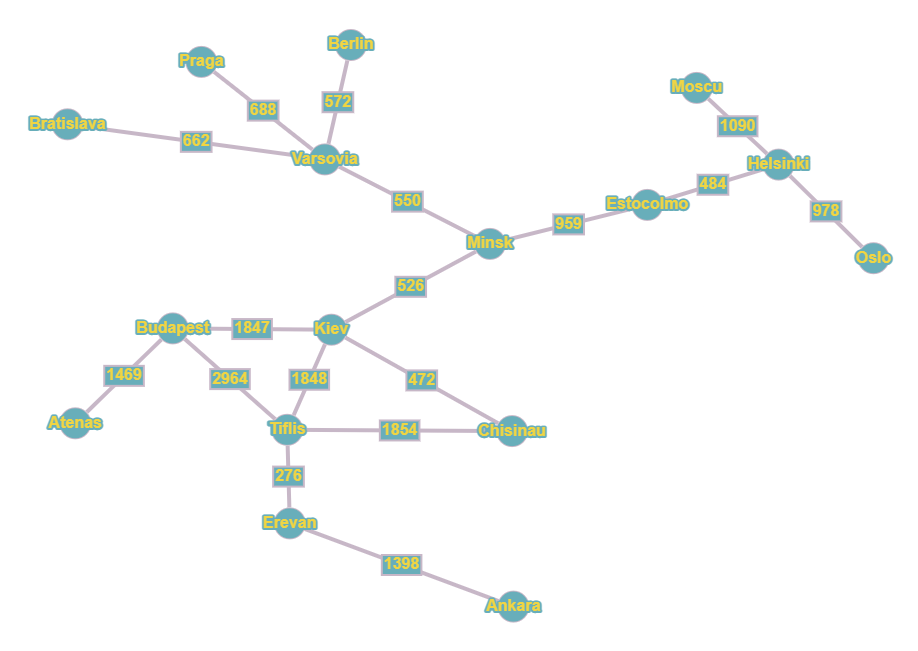 Berlin
Praga
Moscu
572
688
Bratislava
1090
662
Varsovia
Helsinki
484
550
Estocolmo
978
959
Minsk
Oslo
526
Budapest
1847
Kiev
1469
2964
1848
472
Atenas
Tiflis
1854
Chisinau
276
Erevan
1398
Ankara